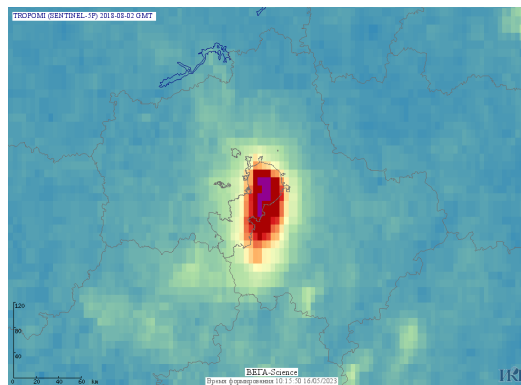 TROPOMI (SENTINEL-5P) 2018-08-02 GMT
120
80
40
0 20 40 60 km
ВЕГА-Science
Время формирования 10:15:50 16/05/2023